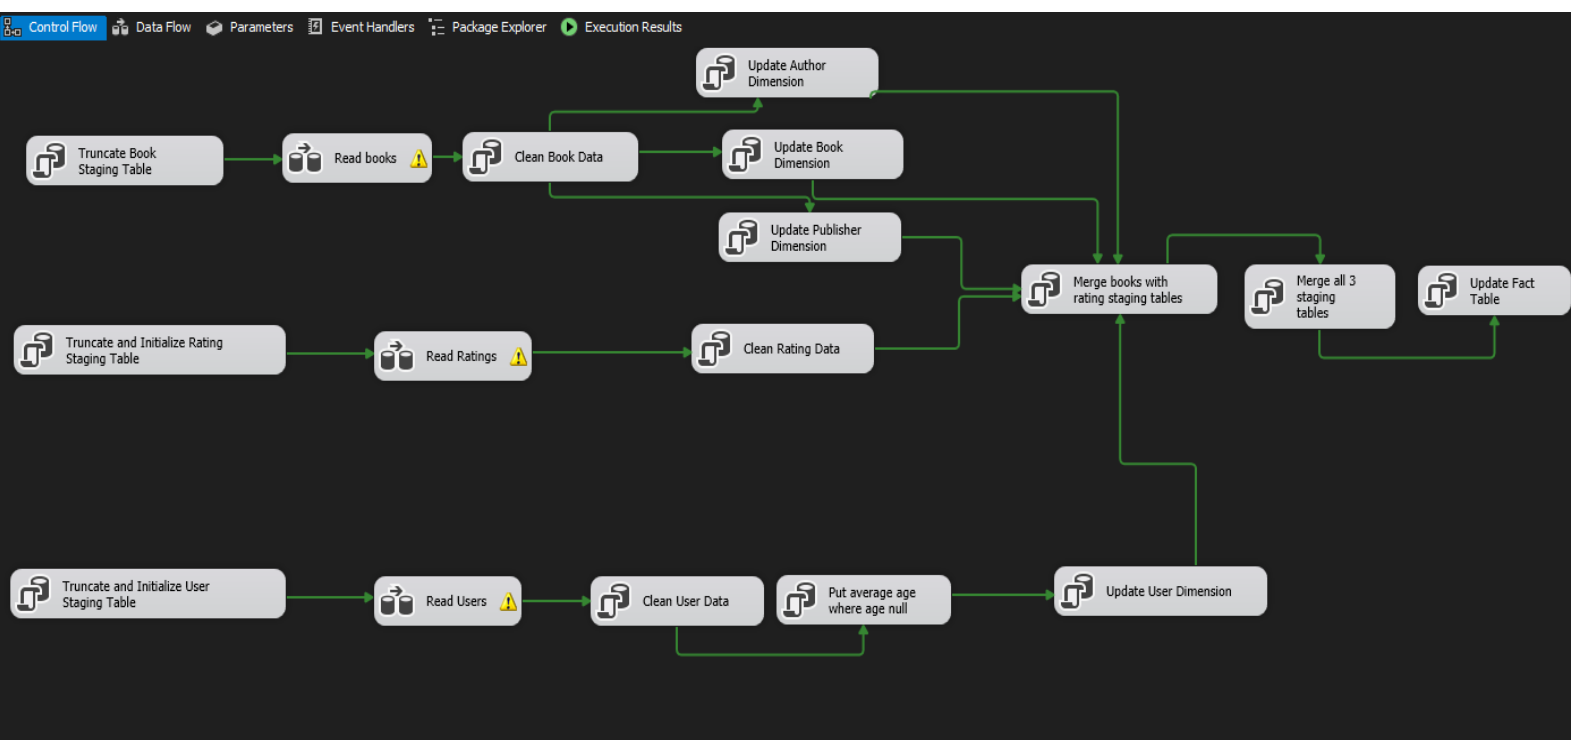 Control Flow
Data Flow
Parameters
Event Handlers
Package Explorer
Execution Results
Update Author
Dimension
Truncate Book
Staging Table
Read books
Clean Book Data
Update Book
Dimension
Update Publisher
Dimension
Merge books with
rating staging tables
Merge all 3
staging
tables
Update Fact
Table
Truncate and Initialize Rating
Staging Table
Read Ratings
Clean Rating Data
Truncate and Initialize User
Staging Table
Read Users
Clean User Data
Put average age
where age null
Update User Dimension